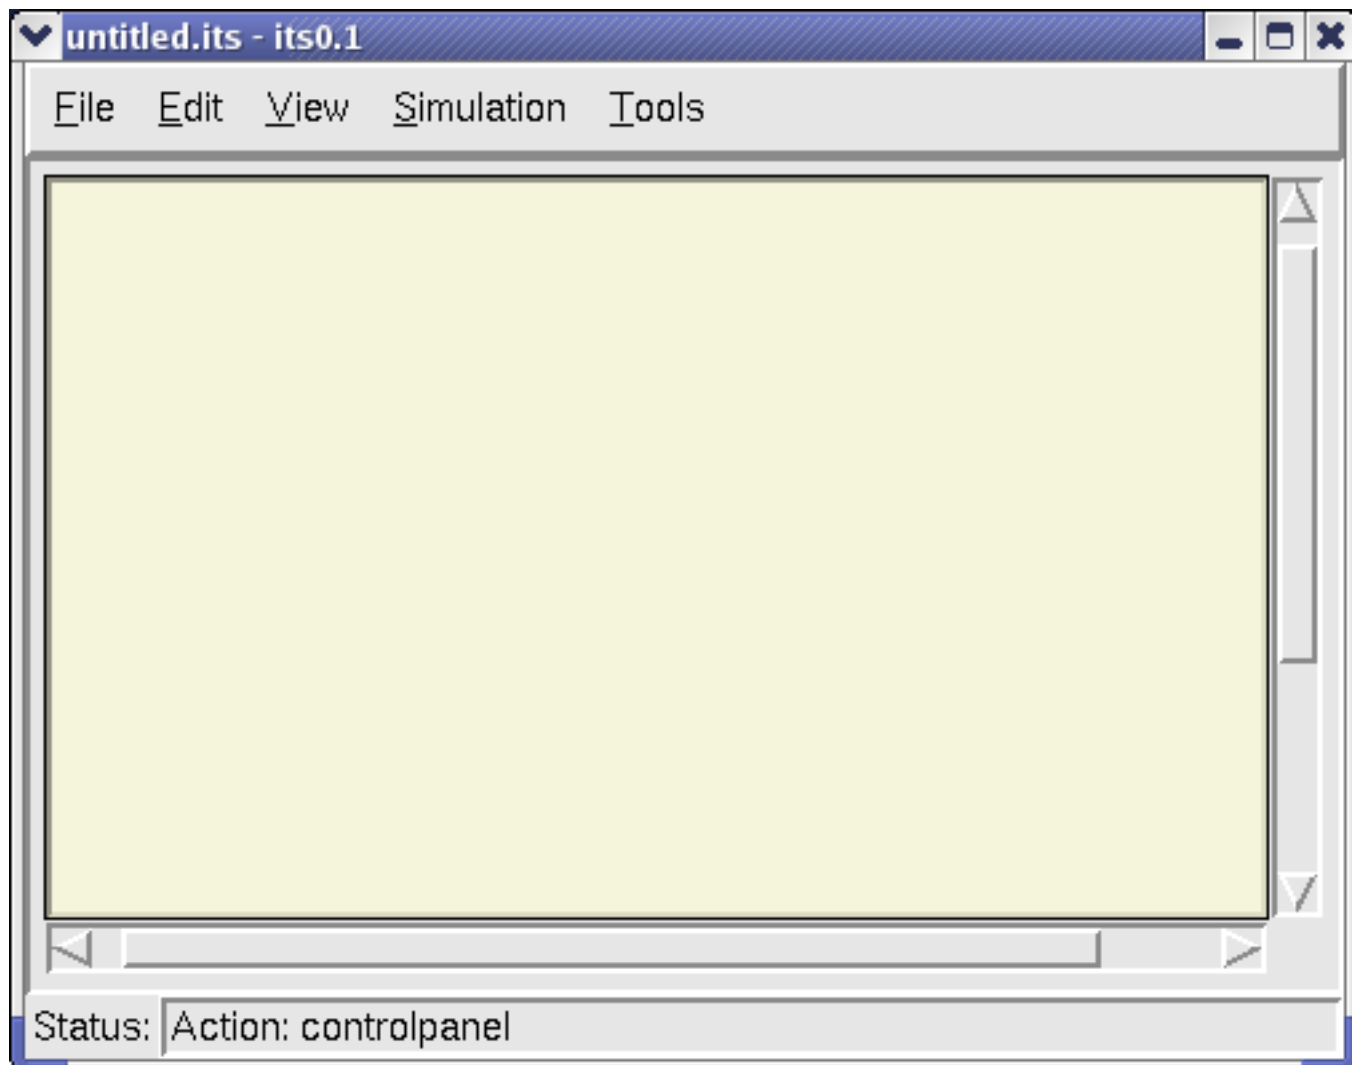 untitled.its - its0.1
File Edit View Simulation Tools
Status: Action: controlpanel